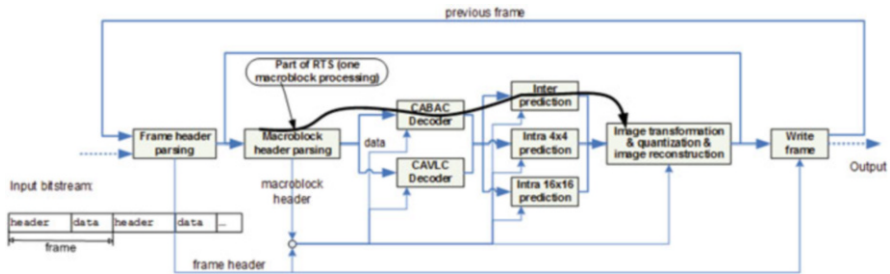 previous frame
Part of RTS (one
macroblock processing)
Frame header
parsing
Macroblock
header parsing
data
CABAC
Decoder
CAVLC
Decoder
Inter
prediction
Intra 4x4
prediction
Intra 16x16
prediction
Image transformation
& quantization &
image reconstruction
Write
frame
Output
Input bitstream:
macroblock
header
header data header data ...
frame
frame header